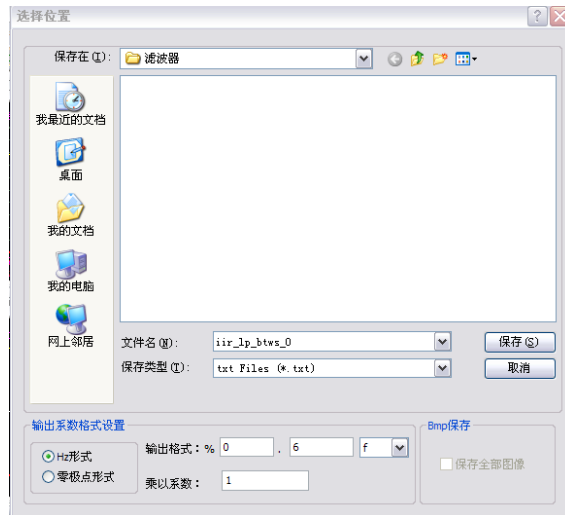 选择位置
保存在(I): 滤波器
我最近的文档
桌面
我的文档
我的电脑
网上邻居
文件名(N): iir_lp_btws_0 保存(S)
保存类型(T): txt Files (*.txt) 取消
输出系数格式设置
Hz形式
零极点形式
输出格式：% 0 . 6 f
乘以系数： 1
Bmp保存
保存全部图像